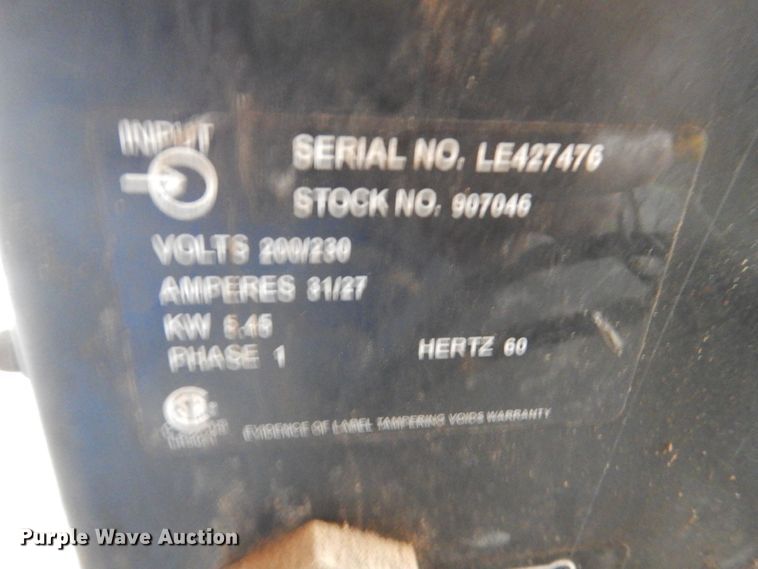 INPUT
SERIAL NO. LE427476
STOCK NO. 907046
VOLTS 200/230
AMPERES 31/27
KW 5.45
PHASE 1
HERTZ 60
EVIDENCE OF LABEL TAMPERING VOIDS WARRANTY
Purple Wave Auction